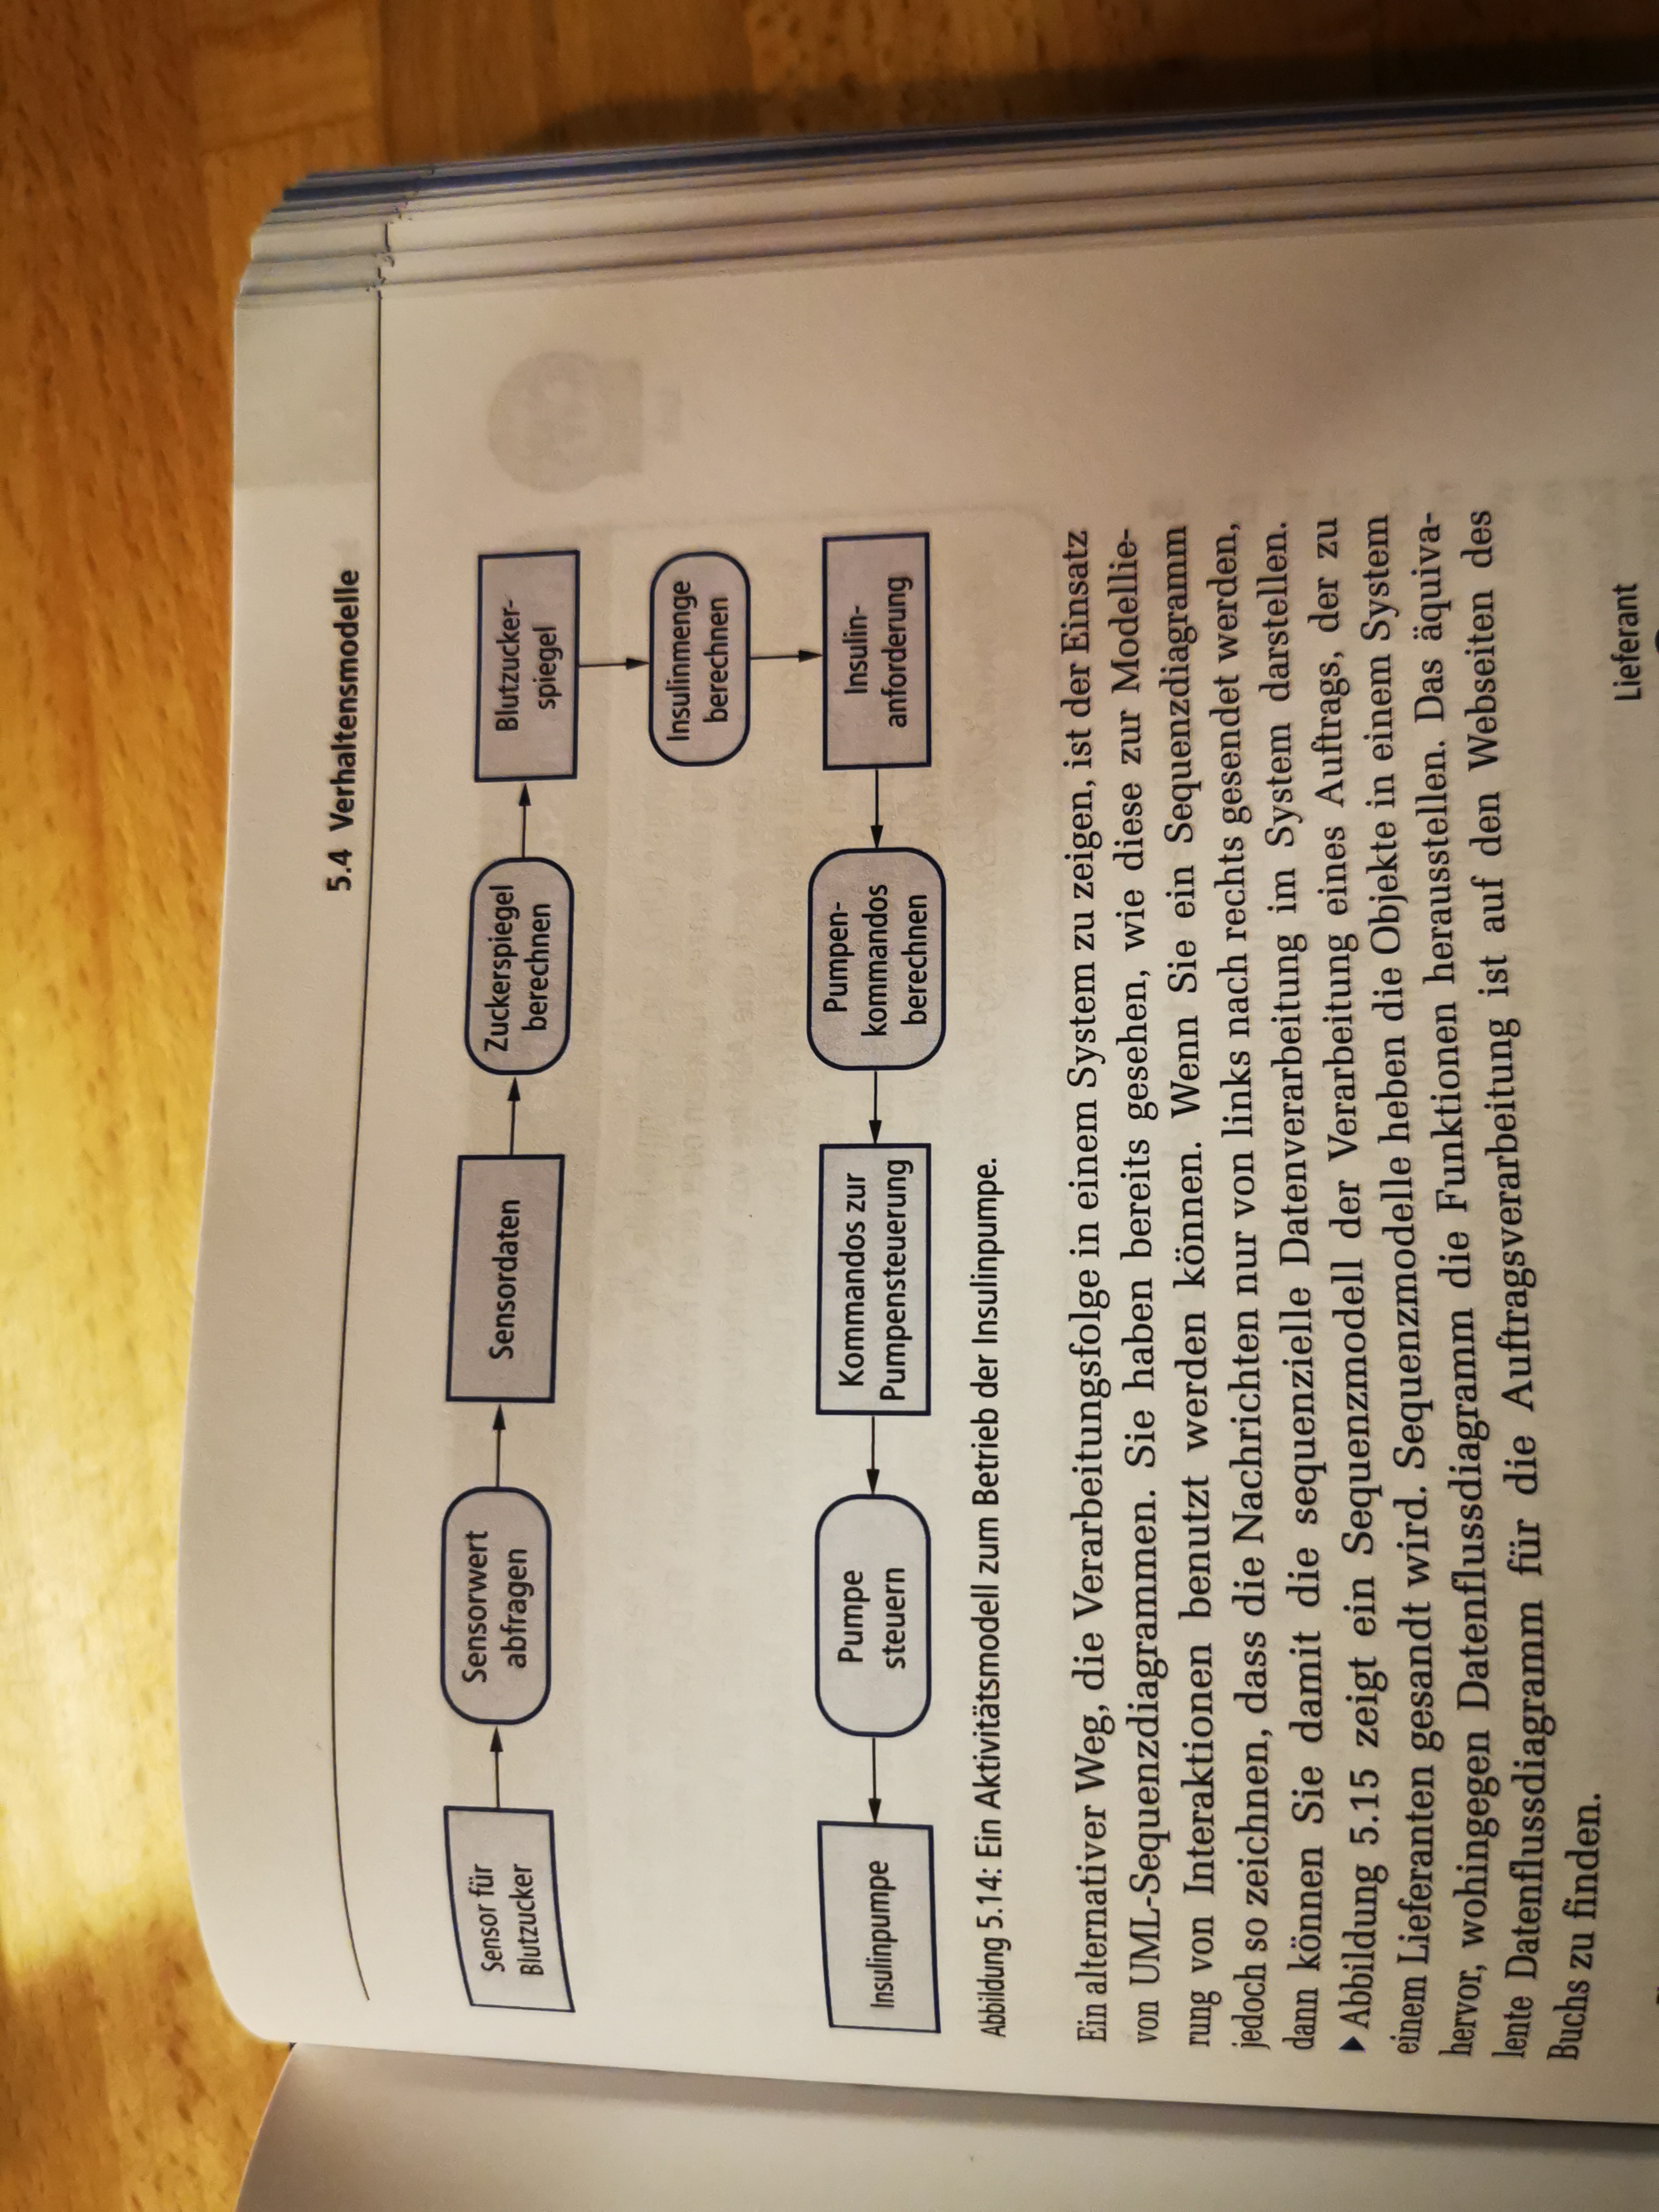 5.4 Verhaltensmodelle
Sensor für
Blutzucker
Sensorwert
abfragen
Sensordaten
Zuckerspiegel
berechnen
Blutzucker-
spiegel
Insulinmenge
berechnen
Insulin-
anforderung
Pumpen-
kommandos
berechnen
Kommandos zur
Pumpensteuerung
Pumpe
steuern
Insulinpumpe
Abbildung 5.14: Ein Aktivitätsmodell zum Betrieb der Insulinpumpe.
Ein alternativer Weg, die Verarbeitungsfolge in einem System zu zeigen, ist der Einsatz
von UML-Sequenzdiagrammen. Sie haben bereits gesehen, wie diese zur Modellie-
rung von Interaktionen benutzt werden können. Wenn Sie ein Sequenzdiagramm
jedoch so zeichnen, dass die Nachrichten nur von links nach rechts gesendet werden,
dann können Sie damit die sequenzielle Datenverarbeitung im System darstellen.
▶ Abbildung 5.15 zeigt ein Sequenzmodell der Verarbeitung eines Auftrags, der zu
einem Lieferanten gesandt wird. Sequenzmodelle heben die Objekte in einem System
hervor, wohingegen Datenflussdiagramm die Funktionen herausstellen. Das äquiva-
lente Datenflussdiagramm für die Auftragsverarbeitung ist auf den Webseiten des
Buchs zu finden.
Lieferant